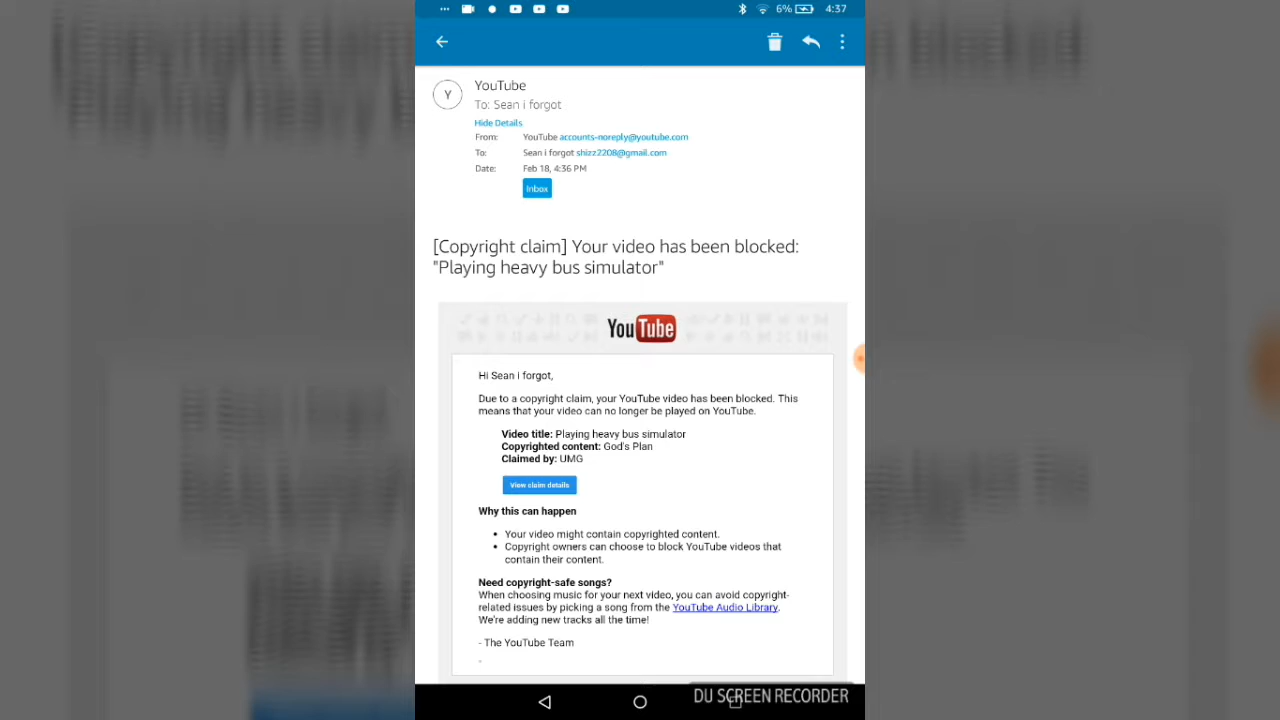 6% 4:37
Y
YouTube
To: Sean i forgot
Hide Details
From: YouTube accounts-noreply@youtube.com
To: Sean i forgot shizz2208@gmail.com
Date: Feb 18, 4:36 PM
Inbox
[Copyright claim] Your video has been blocked:
"Playing heavy bus simulator"
YouTube
Hi Sean i forgot,
Due to a copyright claim, your YouTube video has been blocked. This
means that your video can no longer be played on YouTube.
Video title: Playing heavy bus simulator
Copyrighted content: God's Plan
Claimed by: UMG
View claim details
Why this can happen
• Your video might contain copyrighted content.
• Copyright owners can choose to block YouTube videos that
contain their content.
Need copyright-safe songs?
When choosing music for your next video, you can avoid copyright-
related issues by picking a song from the YouTube Audio Library.
We're adding new tracks all the time!
- The YouTube Team
-
DU SCREEN RECORDER